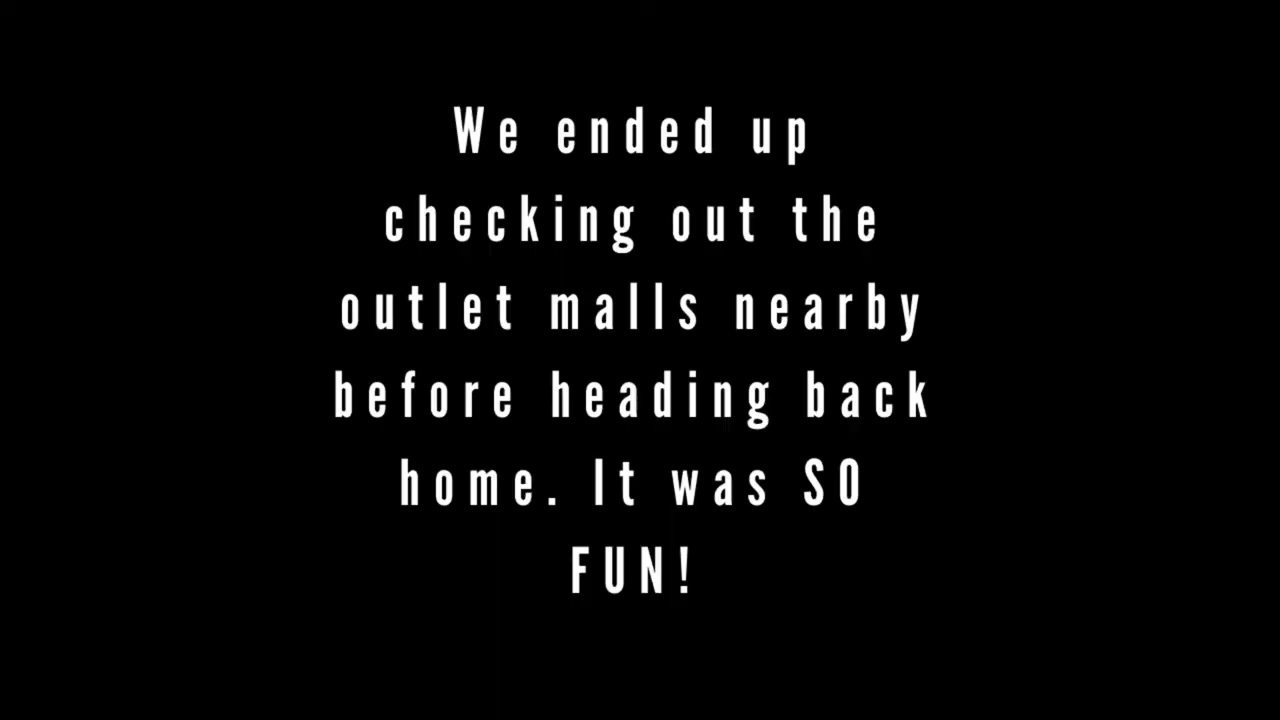 We ended up
checking out the
outlet malls nearby
before heading back
home. It was SO
FUN!